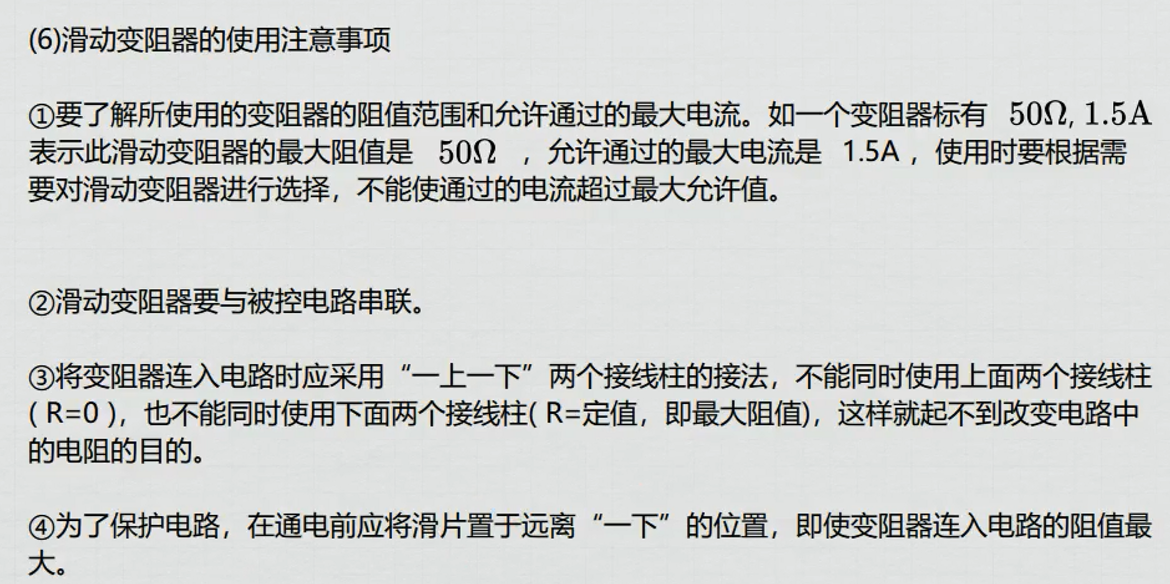 (6)滑动变阻器的使用注意事项
①要了解所使用的变阻器的阻值范围和允许通过的最大电流。如一个变阻器标有 50Ω, 1.5A
表示此滑动变阻器的最大阻值是 50Ω ，允许通过的最大电流是 1.5A ，使用时要根据需
要对滑动变阻器进行选择，不能使通过的电流超过最大允许值。
②滑动变阻器要与被控电路串联。
③将变阻器连入电路时应采用“一上一下”两个接线柱的接法，不能同时使用上面两个接线柱
( R=0 )，也不能同时使用下面两个接线柱( R=定值，即最大阻值)，这样就起不到改变电路中
的电阻的目的。
④为了保护电路，在通电前应将滑片置于远离“一下”的位置，即使变阻器连入电路的阻值最
大。